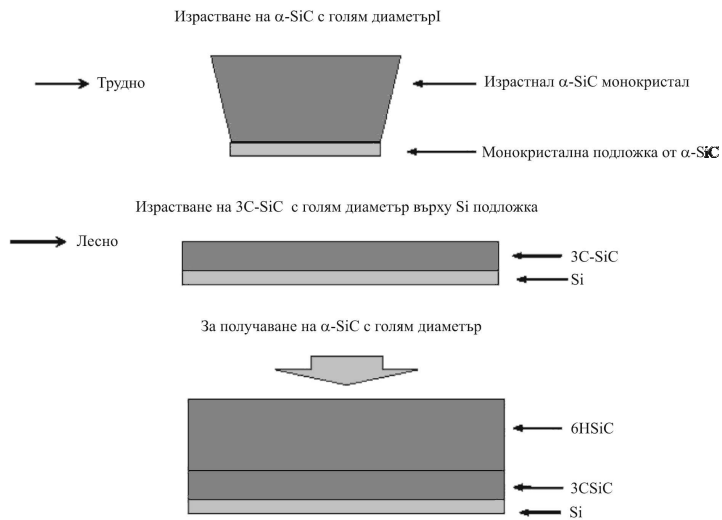 Израстване на α-SiC с голям диаметърI
Трудно
Израстнал α-SiC монокристал
Монокристална подложка от α-SiC
Израстване на 3C-SiC с голям диаметър върху Si подложка
Лесно
3C-SiC
Si
За получаване на α-SiC с голям диаметър
6HSiC
3CSiC
Si